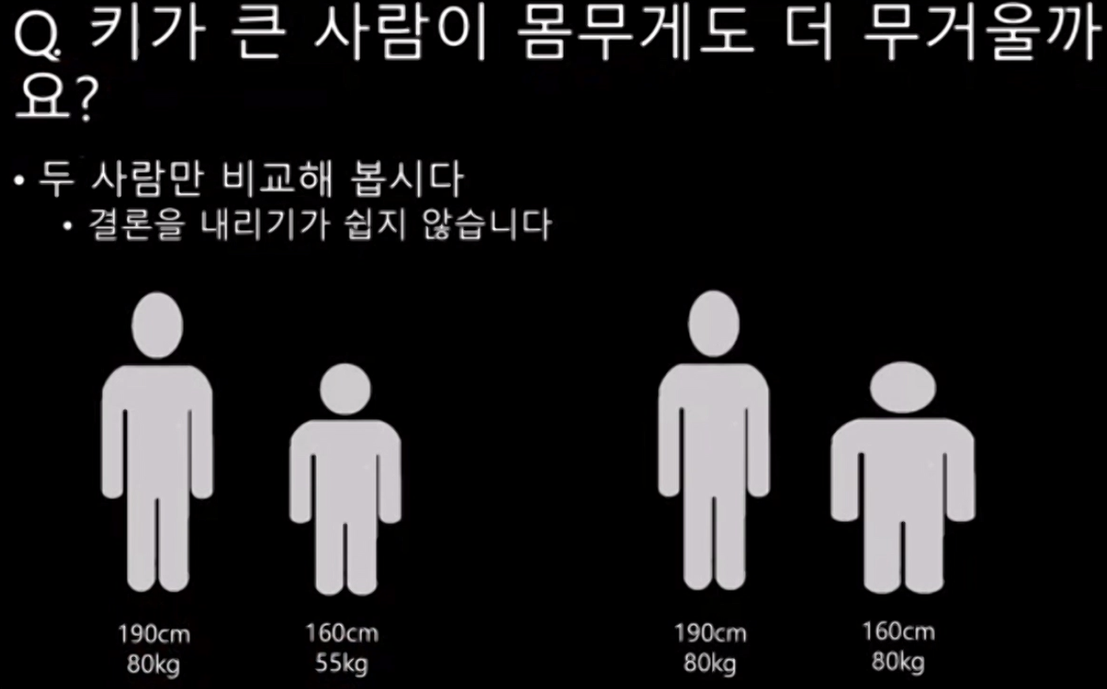 Q. 키가 큰 사람이 몸무게도 더 무거울까
요?
• 두 사람만 비교해 봅시다
• 결론을 내리기가 쉽지 않습니다
190cm 160cm 190cm 160cm
80kg 55kg 80kg 80kg